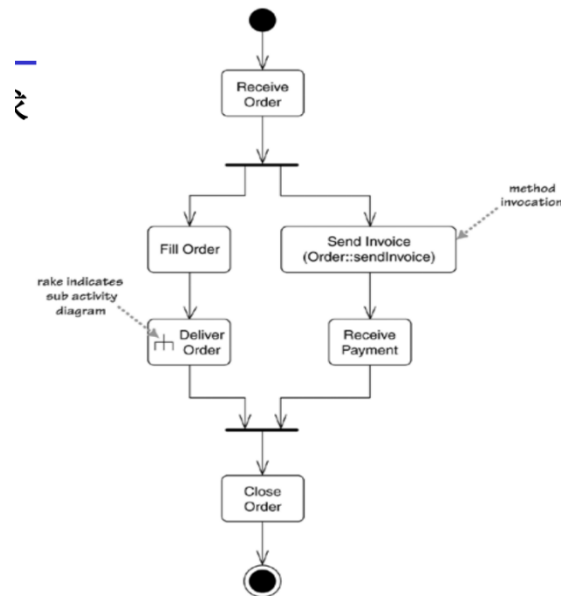 Receive
Order
method
invocation
Fill Order
Send Invoice
(Order::sendInvoice)
rake indicates
sub activity
diagram
Deliver
Order
Receive
Payment
Close
Order